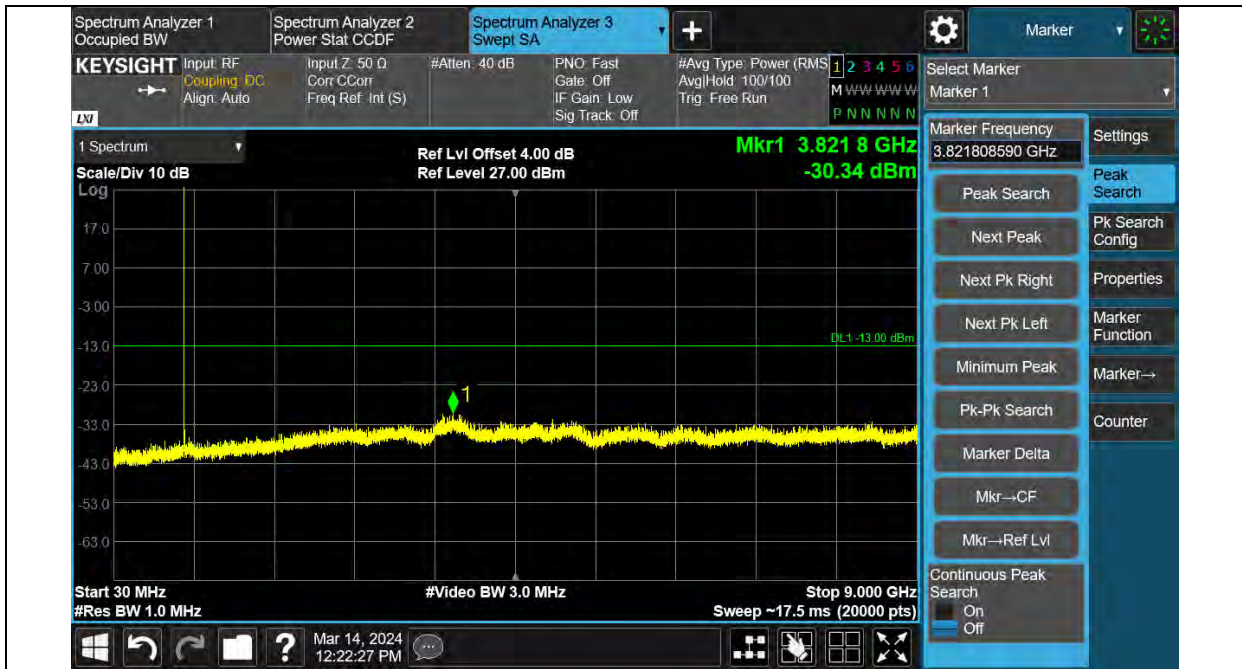 Spectrum Analyzer 1
Occupied BW
Spectrum Analyzer 2
Power Stat CCDF
Spectrum Analyzer 3
Swept SA
Marker
KEYSIGHT
LXI
Input: RF
Coupling: DC
Align: Auto
Input Z: 50 Ω
Corr CCorr
Freq Ref: Int (S)
#Atten: 40 dB
PNO: Fast
Gate: Off
IF Gain: Low
Sig Track: Off
#Avg Type: Power (RMS
Avg|Hold: 100/100
Trig: Free Run
1 2 3 4 5 6
M W W W W W
P N N N N N
Select Marker
Marker 1
1 Spectrum
Scale/Div 10 dB
Log
Ref Lvl Offset 4.00 dB
Ref Level 27.00 dBm
Mkr1 3.821 8 GHz
-30.34 dBm
17.0
7.00
-3.00
-13.0
-23.0
-33.0
-43.0
-53.0
-63.0
DL1 -13.00 dBm
1
Start 30 MHz
#Res BW 1.0 MHz
#Video BW 3.0 MHz
Stop 9.000 GHz
Sweep ~17.5 ms (20000 pts)
Marker Frequency
3.821808590 GHz
Peak Search
Next Peak
Next Pk Right
Next Pk Left
Minimum Peak
Pk-Pk Search
Marker Delta
Mkr→CF
Mkr→Ref Lvl
Continuous Peak
Search
On
Off
Settings
Peak
Search
Pk Search
Config
Properties
Marker
Function
Marker→
Counter
?
Mar 14, 2024
12:22:27 PM